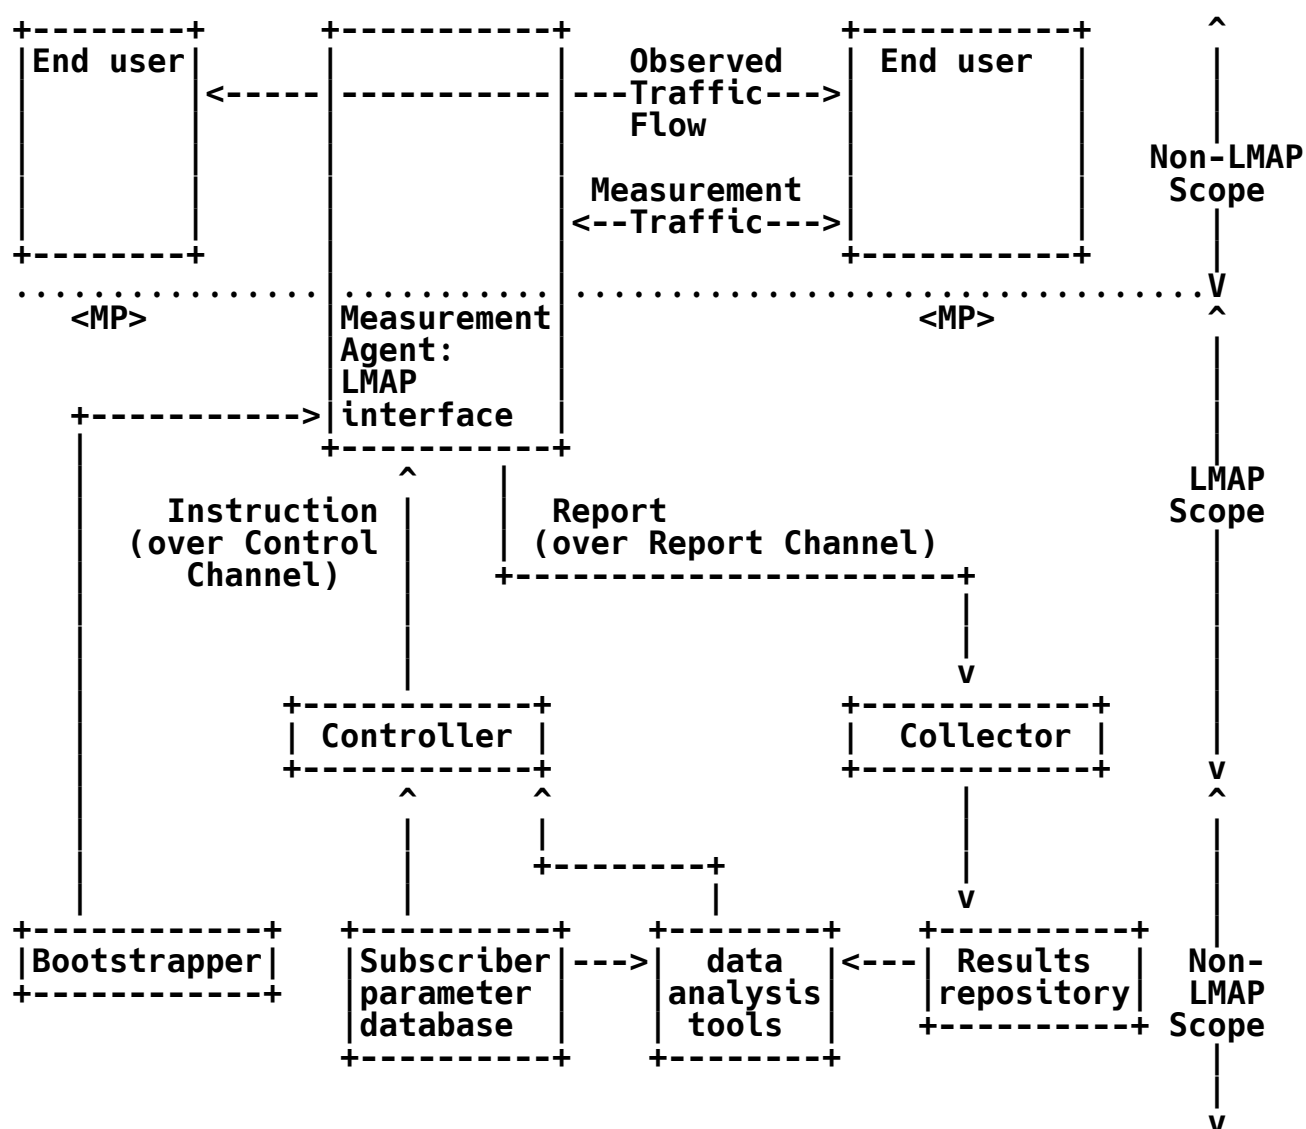 End user
Observed
End user
Traffic
Flow
Non-LMAP
Measurement
Scope
Traffic
<MP>
Measurement
<MP>
Agent:
LMAP
interface
LMAP
Instruction
Report
Scope
(over Control
(over Report Channel)
Channel)
Controller
Collector
Bootstrapper
Subscriber
data
Results
Non-
parameter
analysis
repository
LMAP
database
tools
Scope